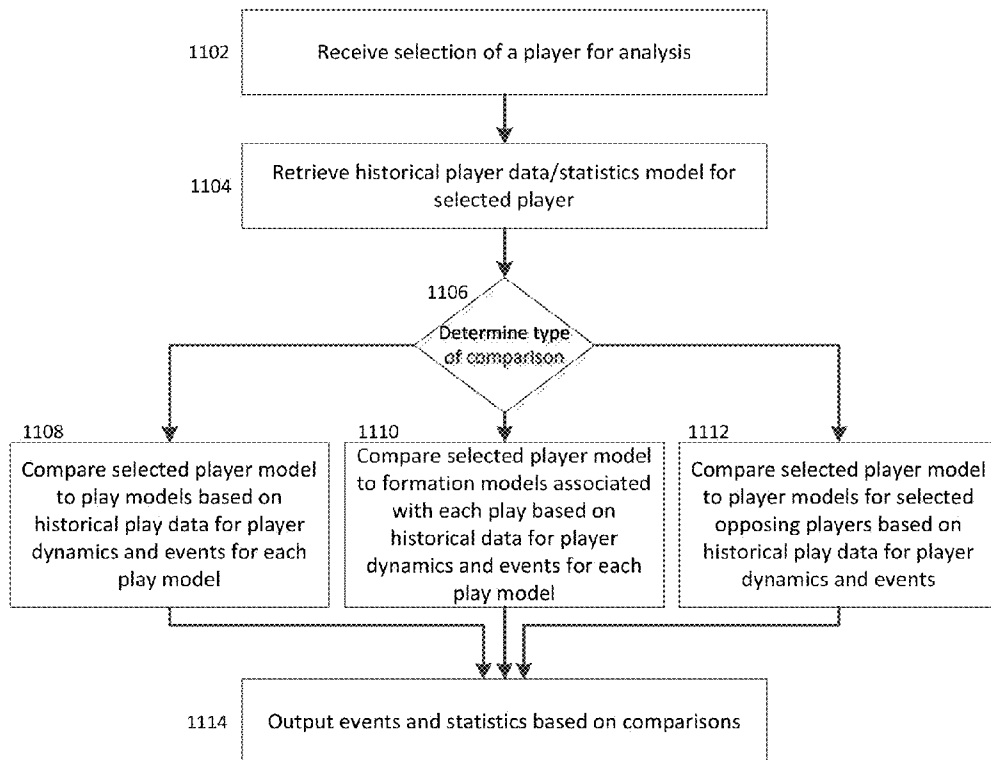 1102
Receive selection of a player for analysis
1104
Retrieve historical player data/statistics model for
selected player
1106
Determine type
of comparison
1108
Compare selected player model
to play models based on
historical play data for player
dynamics and events for each
play model
1110
Compare selected player model
to formation models associated
with each play based on
historical data for player
dynamics and events for each
play model
1112
Compare selected player model
to player models for selected
opposing players based on
historical play data for player
dynamics and events
1114
Output events and statistics based on comparisons